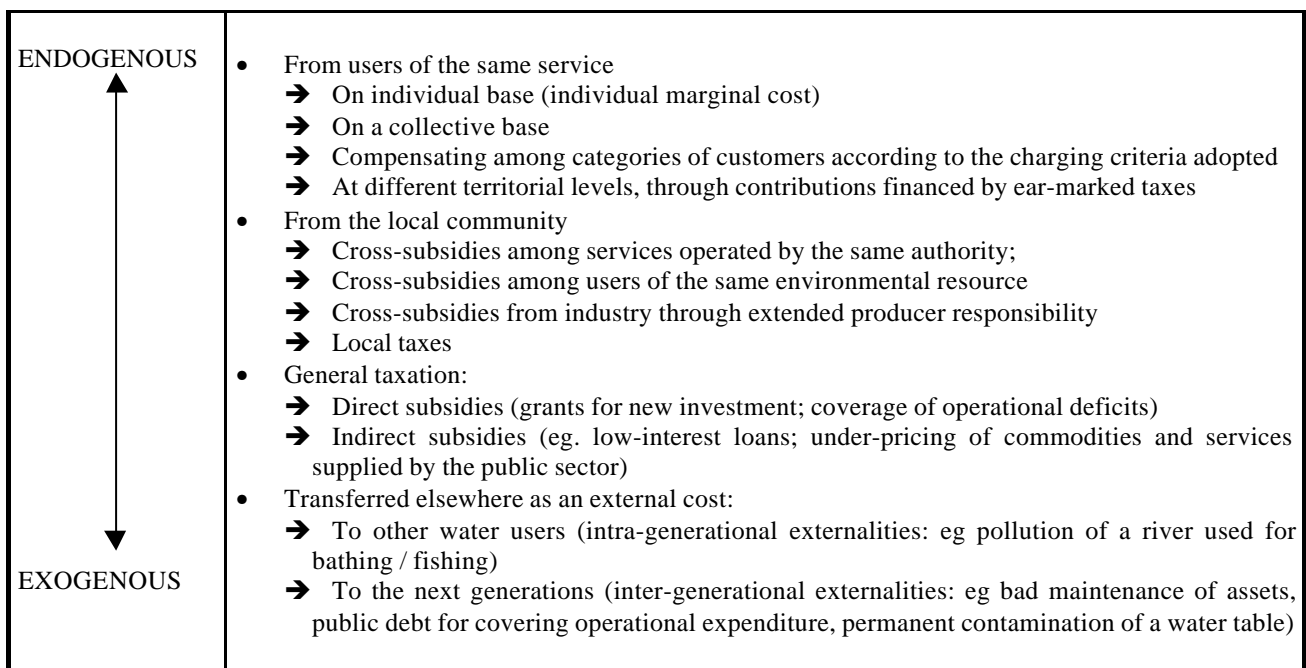 ENDOGENOUS
• From users of the same service
➔ On individual base (individual marginal cost)
➔ On a collective base
➔ Compensating among categories of customers according to the charging criteria adopted
➔ At different territorial levels, through contributions financed by ear-marked taxes
• From the local community
➔ Cross-subsidies among services operated by the same authority;
➔ Cross-subsidies among users of the same environmental resource
➔ Cross-subsidies from industry through extended producer responsibility
➔ Local taxes
• General taxation:
➔ Direct subsidies (grants for new investment; coverage of operational deficits)
➔ Indirect subsidies (eg. low-interest loans; under-pricing of commodities and services
supplied by the public sector)
• Transferred elsewhere as an external cost:
➔ To other water users (intra-generational externalities: eg pollution of a river used for
bathing / fishing)
EXOGENOUS
➔ To the next generations (inter-generational externalities: eg bad maintenance of assets,
public debt for covering operational expenditure, permanent contamination of a water table)